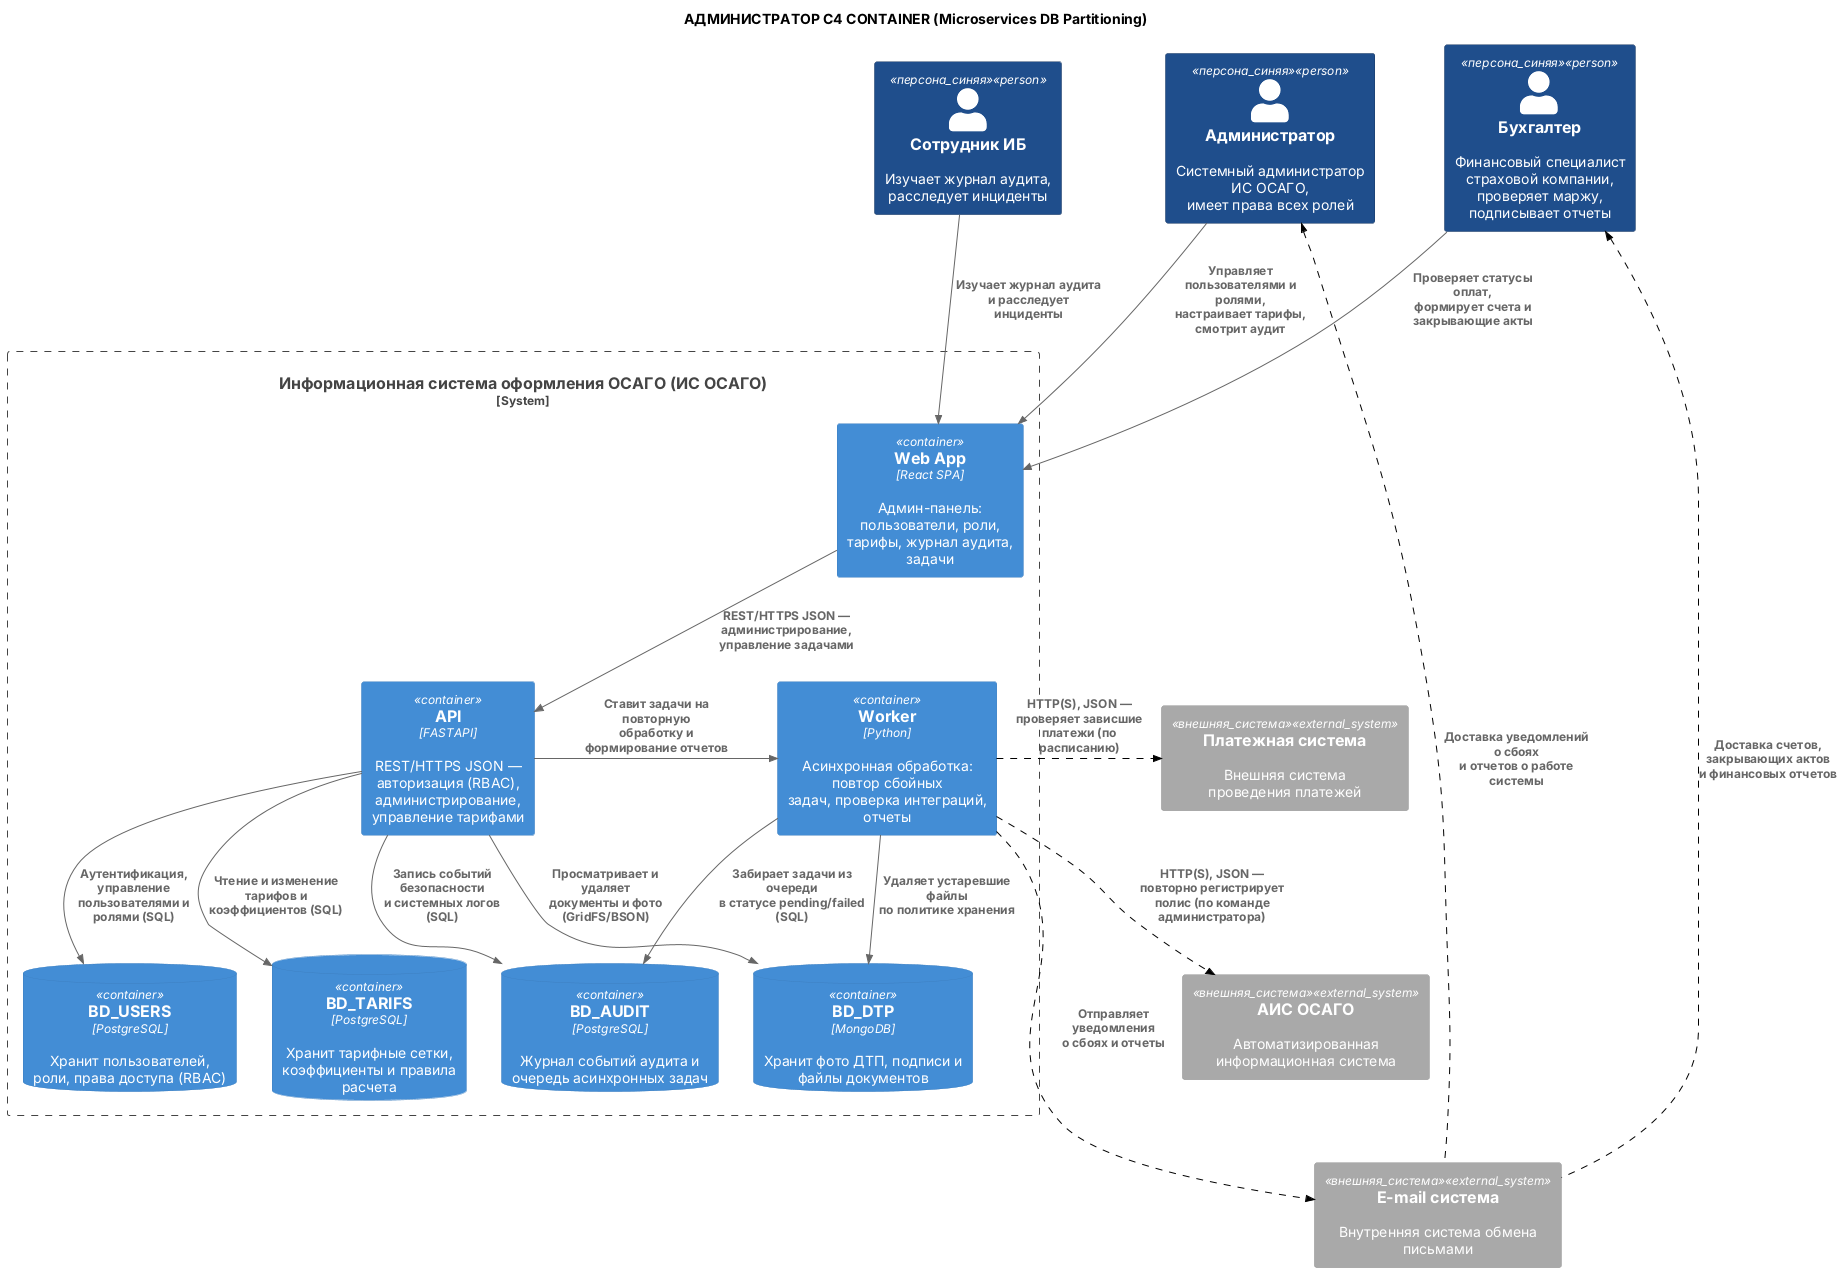 АДМИНИСТРАТОР C4 CONTAINER (Microservices DB Partitioning)
«персона_синяя»«person»
Сотрудник ИБ
Изучает журнал аудита,
расследует инциденты
«персона_синяя»«person»
Администратор
Системный администратор
ИС ОСАГО,
имеет права всех ролей
«персона_синяя»«person»
Бухгалтер
Финансовый специалист
страховой компании,
проверяет маржу,
подписывает отчеты
Изучает журнал аудита
и расследует
инциденты
Управляет
пользователями и
ролями,
настраивает тарифы,
смотрит аудит
Проверяет статусы
оплат,
формирует счета и
закрывающие акты
Информационная система оформления ОСАГО (ИС ОСАГО)
[System]
«container»
Web App
[React SPA]
Админ-панель:
пользователи, роли,
тарифы, журнал аудита,
задачи
REST/HTTPS JSON —
администрирование,
управление задачами
«container»
API
[FASTAPI]
REST/HTTPS JSON —
авторизация (RBAC),
администрирование,
управление тарифами
Ставит задачи на
повторную
обработку и
формирование отчетов
«container»
Worker
[Python]
Асинхронная обработка:
повтор сбойных
задач, проверка интеграций,
отчеты
HTTP(S), JSON —
проверяет зависшие
платежи (по
расписанию)
«внешняя_система»«external_system»
Платежная система
Внешняя система
проведения платежей
Доставка уведомлений
о сбоях
и отчетов о работе
системы
Доставка счетов,
закрывающих актов
и финансовых отчетов
Аутентификация,
управление
пользователями и
ролями (SQL)
Чтение и изменение
тарифов и
коэффициентов (SQL)
Запись событий
безопасности
и системных логов
(SQL)
Просматривает и
удаляет
документы и фото
(GridFS/BSON)
Забирает задачи из
очереди
в статусе pending/failed
(SQL)
Удаляет устаревшие
файлы
по политике хранения
HTTP(S), JSON —
повторно регистрирует
полис (по команде
администратора)
«container»
BD_USERS
[PostgreSQL]
Хранит пользователей,
роли, права доступа (RBAC)
«container»
BD_TARIFS
[PostgreSQL]
Хранит тарифные сетки,
коэффициенты и правила
расчета
«container»
BD_AUDIT
[PostgreSQL]
Журнал событий аудита и
очередь асинхронных задач
«container»
BD_DTP
[MongoDB]
Хранит фото ДТП, подписи и
файлы документов
Отправляет
уведомления
о сбоях и отчеты
«внешняя_система»«external_system»
АИС ОСАГО
Автоматизированная
информационная система
«внешняя_система»«external_system»
E-mail система
Внутренняя система обмена
письмами